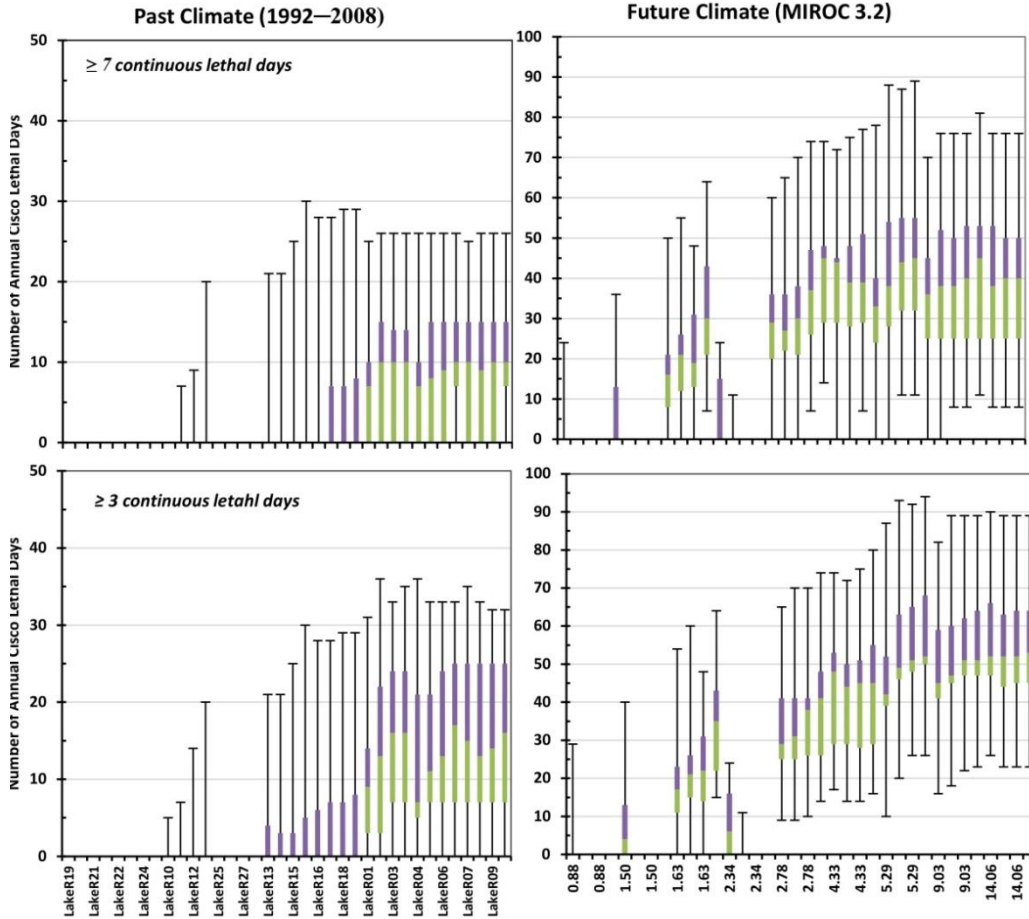 Past Climate (1992—2008)
Future Climate (MIROC 3.2)
Number of Annual Cisco Lethal Days
50
40
30
20
10
0
≥ 7 continuous lethal days
100
90
80
70
60
50
40
30
20
10
0
Number of Annual Cisco Lethal Days
50
40
30
20
10
0
≥ 3 continuous letahl days
100
90
80
70
60
50
40
30
20
10
0
LakeR19
LakeR21
LakeR22
LakeR24
LakeR10
LakeR12
LakeR25
LakeR27
LakeR13
LakeR15
LakeR16
LakeR18
LakeR01
LakeR03
LakeR04
LakeR06
LakeR07
LakeR09
0.88
0.88
1.50
1.50
1.63
1.63
2.34
2.34
2.78
2.78
4.33
4.33
5.29
5.29
9.03
9.03
14.06
14.06